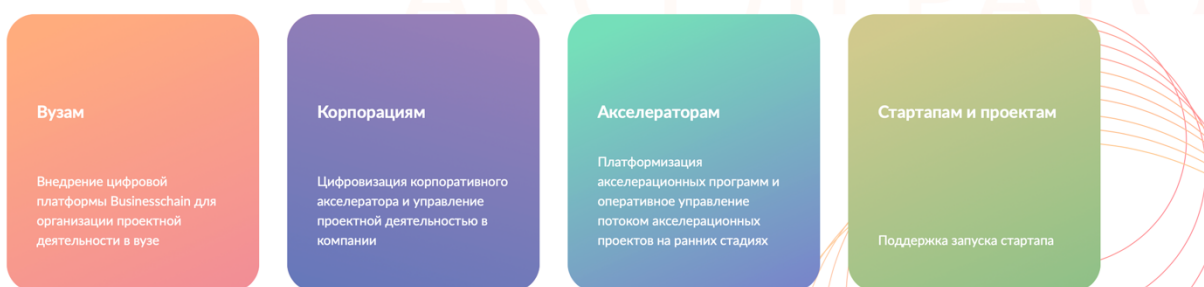 Вузам
Внедрение цифровой
платформы Businesschain для
организации проектной
деятельности в вузе
Корпорациям
Цифровизация корпоративного
акселератора и управление
проектной деятельностью в
компании
Акселераторам
Платформизация
акселерационных программ и
оперативное управление
потоком акселерационных
проектов на ранних стадиях
Стартапам и проектам
Поддержка запуска стартапа